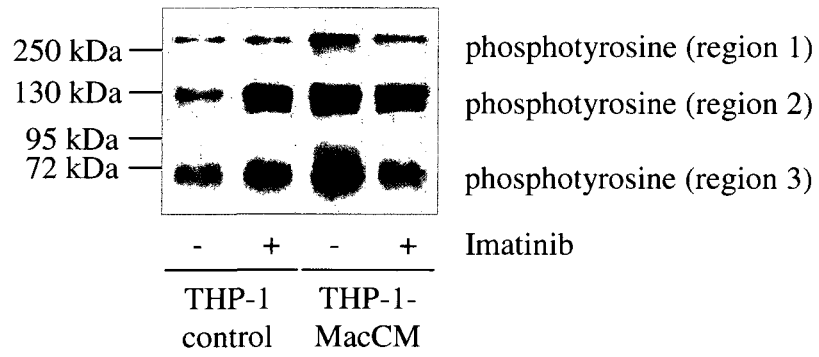 250 kDa
phosphotyrosine (region 1)
130 kDa
phosphotyrosine (region 2)
95 kDa
72 kDa
phosphotyrosine (region 3)
- + - + Imatinib
THP-1 THP-1-
control MacCM